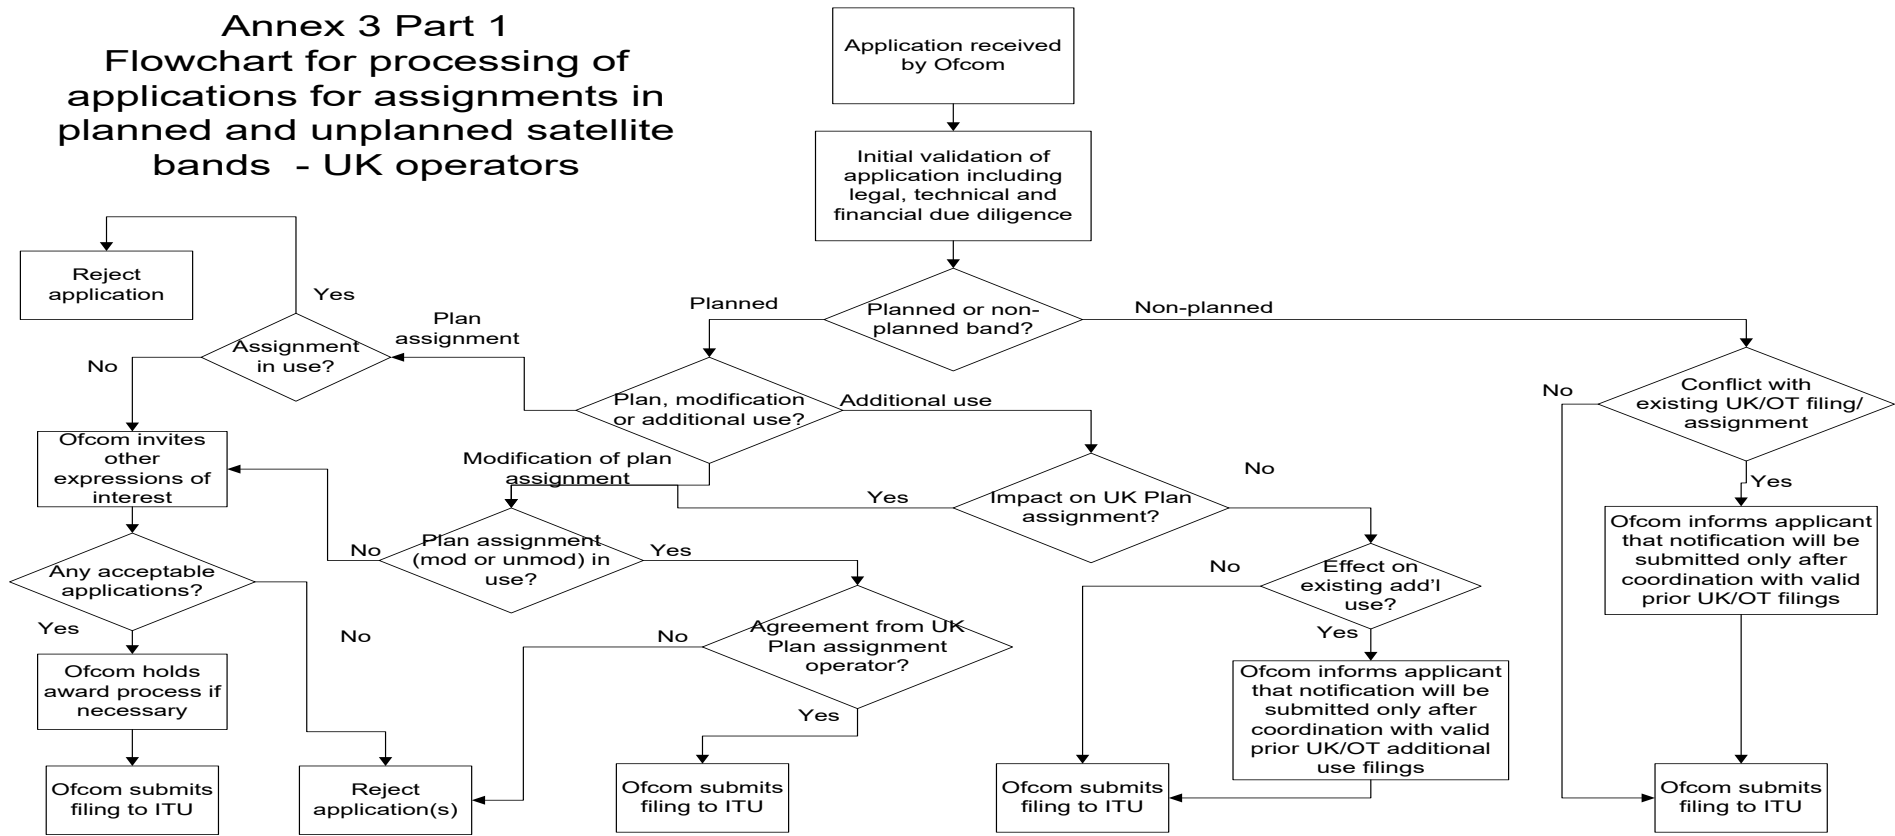 Annex 3 Part 1
Flowchart for processing of
applications for assignments in
planned and unplanned satellite
bands - UK operators
Application received
by Ofcom
Initial validation of
application including
legal, technical and
financial due diligence
Planned or non-
planned band?
Planned
Non-planned
Reject
application
Yes
Assignment
in use?
No
Plan
assignment
Plan, modification
or additional use?
Additional use
Modification of plan
assignment
Conflict with
existing UK/OT filing/
assignment
No
Yes
Ofcom invites
other
expressions of
interest
Impact on UK Plan
assignment?
Yes
No
Ofcom informs applicant
that notification will be
submitted only after
coordination with valid
prior UK/OT filings
Plan assignment
(mod or unmod) in
use?
No
Yes
Any acceptable
applications?
Yes
No
Effect on
existing add'l
use?
No
Yes
Agreement from UK
Plan assignment
operator?
No
Yes
Ofcom holds
award process if
necessary
Ofcom informs applicant
that notification will be
submitted only after
coordination with valid
prior UK/OT additional
use filings
Ofcom submits
filing to ITU
Reject
application(s)
Ofcom submits
filing to ITU
Ofcom submits
filing to ITU
Ofcom submits
filing to ITU